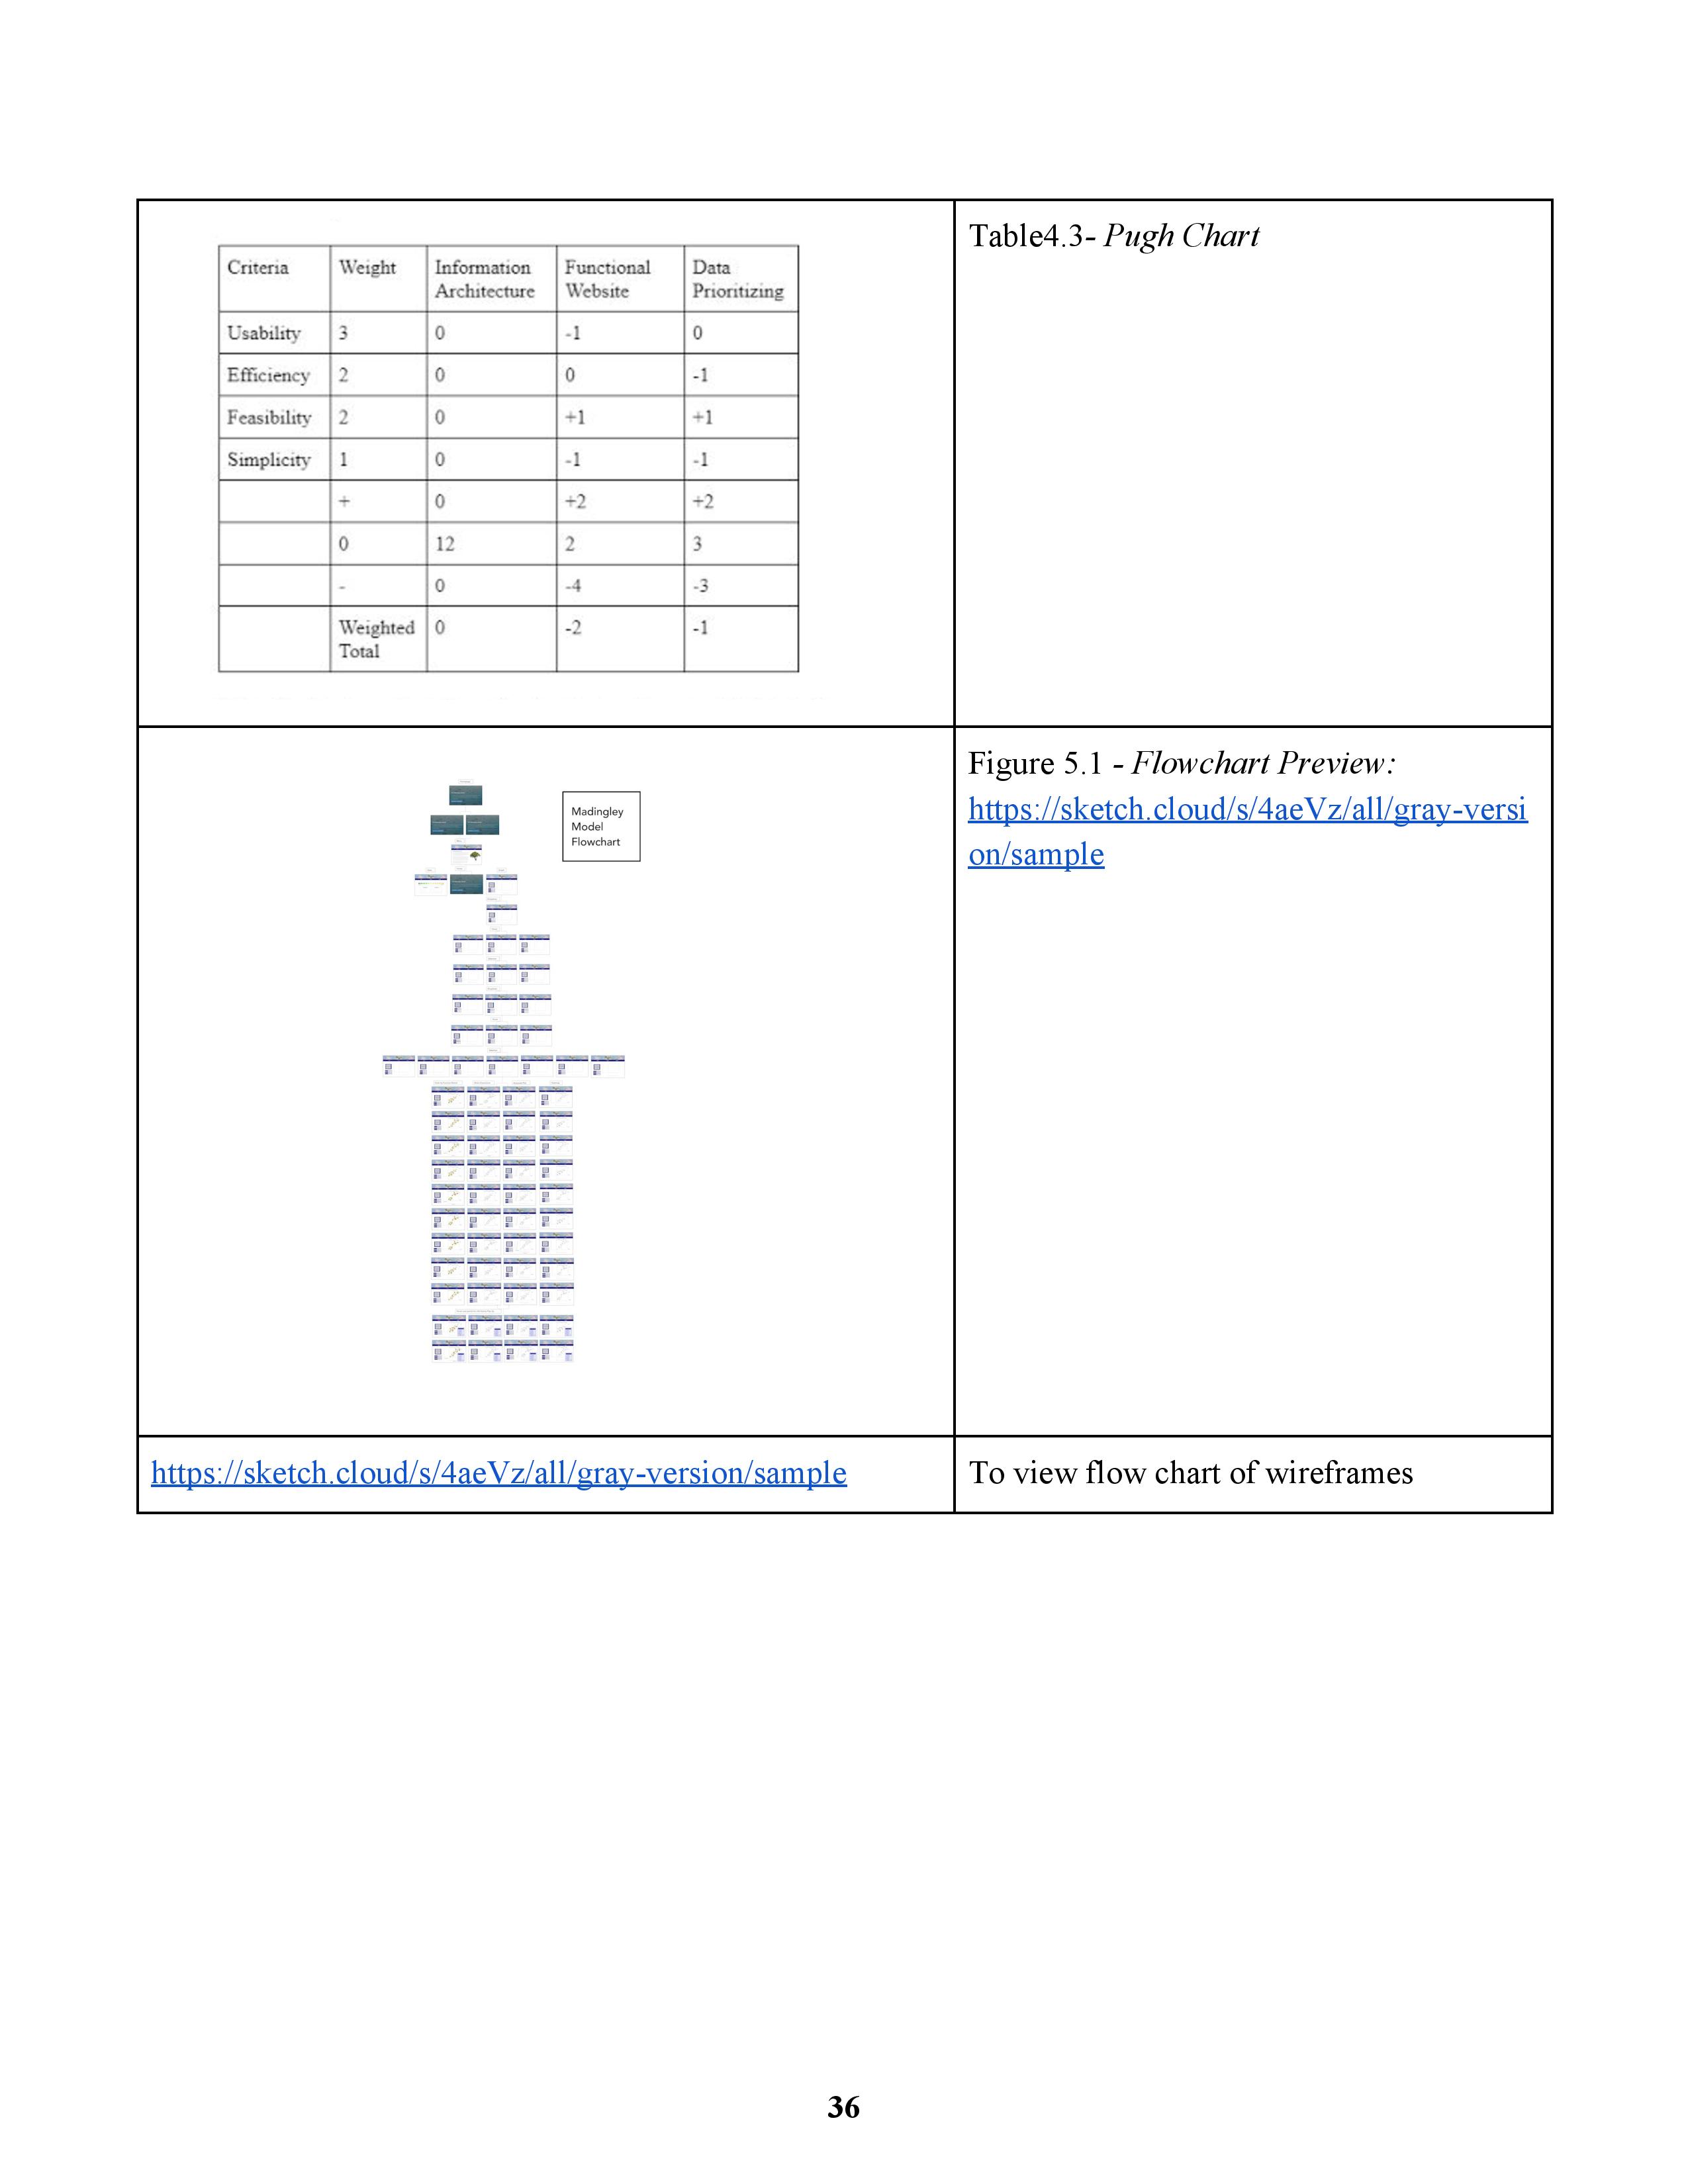 Criteria Weight Information Architecture Functional Website Data Prioritizing
Usability 3 0 -1 0
Efficiency 2 0 0 -1
Feasibility 2 0 +1 +1
Simplicity 1 0 -1 -1
+ 0 +2 +2
0 12 2 3
- 0 -4 -3
Weighted Total 0 -2 -1
Table4.3- Pugh Chart
Madingley
Model
Flowchart
Figure 5.1 - Flowchart Preview:
https://sketch.cloud/s/4aeVz/all/gray-versi
on/sample
https://sketch.cloud/s/4aeVz/all/gray-version/sample
To view flow chart of wireframes
36